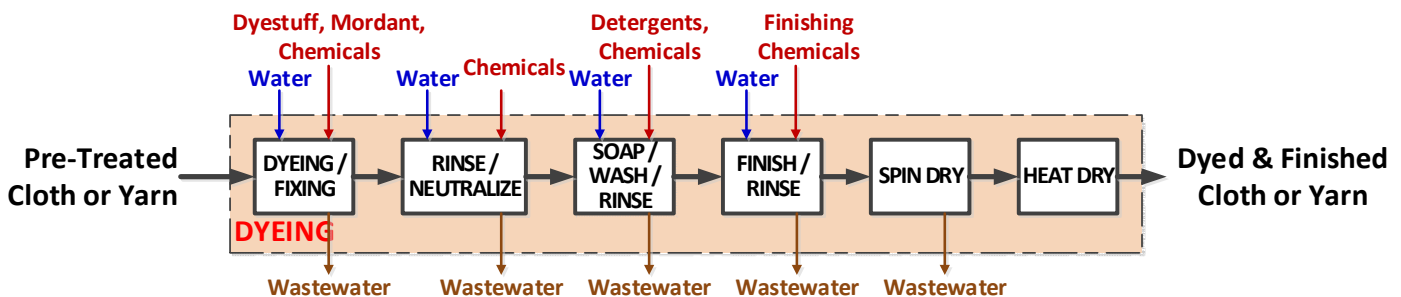 Dyestuff, Mordant,
Chemicals
Detergents,
Chemicals
Finishing
Chemicals
Water
Water
Chemicals
Water
Water
Pre-Treated
Cloth or Yarn
DYEING /
FIXING
RINSE /
NEUTRALIZE
SOAP /
WASH /
RINSE
FINISH /
RINSE
SPIN DRY
HEAT DRY
Dyed & Finished
Cloth or Yarn
DYEING
Wastewater
Wastewater
Wastewater
Wastewater
Wastewater